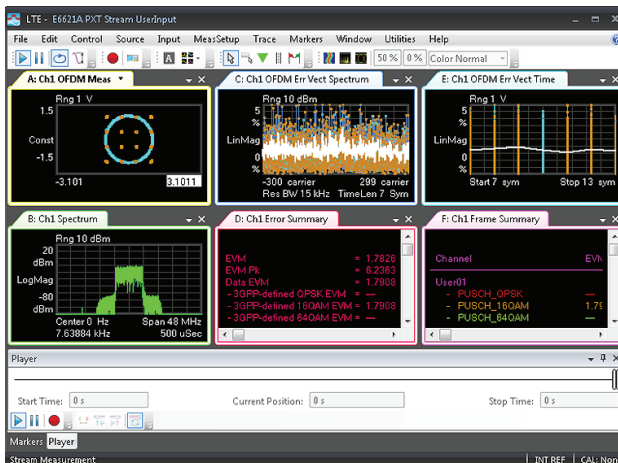 LTE - E6621A PXT Stream UserInput
File Edit Control Source Input MeasSetup Trace Markers Window Utilities Help
A 50 % 0 % Color Normal
A: Ch1 OFDM Meas
Rng 1 V
1.5
Const
-1.5
-3.101 3.1011
C: Ch1 OFDM Err Vect Spectrum
Rng 10 dBm
5
%
LinMag
0
%
-300 carrier 299 carrier
Res BW 15 kHz TimeLen 7 Sym
E: Ch1 OFDM Err Vect Time
Rng 1 V
5
%
LinMag
0
%
Start 7 sym Stop 13 sym
B: Ch1 Spectrum
Rng 10 dBm
20
dBm
LogMag
-80
dBm
Center 0 Hz Span 48 MHz
7.63884 kHz 500 uSec
D: Ch1 Error Summary
EVM = 1.7826
EVM Pk = 6.2363
Data EVM = 1.7908
- 3GPP-defined QPSK EVM = —
- 3GPP-defined 16QAM EVM = 1.7908
- 3GPP-defined 64QAM EVM = —
F: Ch1 Frame Summary
Channel EVM
User01
- PUSCH_QPSK —
- PUSCH_16QAM 1.79
- PUSCH_64QAM —
Player
Start Time: 0 s Current Position: 0 s Stop Time: 0 s
Markers Player
Stream Measurement INT REF CAL: None